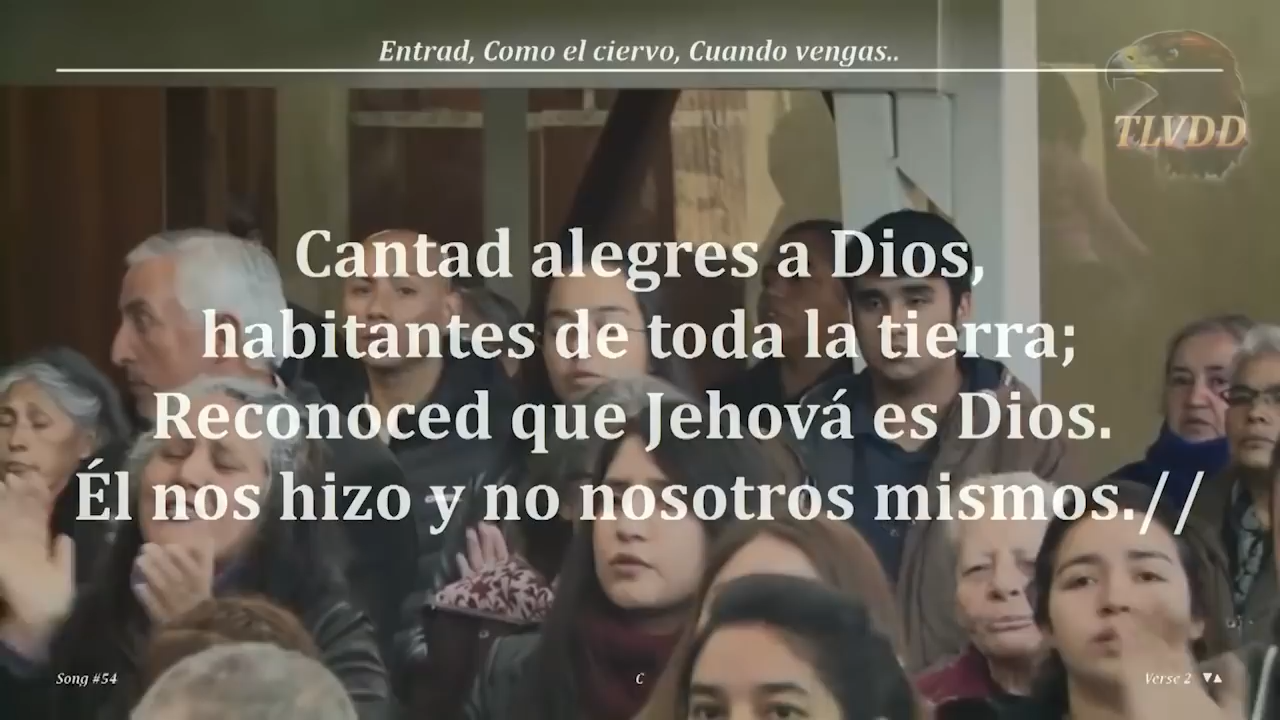 Entrad, Como el ciervo, Cuando vengas..
TLVDD
Cantad alegres a Dios,
habitantes de toda la tierra;
Reconoced que Jehová es Dios.
Él nos hizo y no nosotros mismos.//
Song #54
C
Verse 2 ▼▲